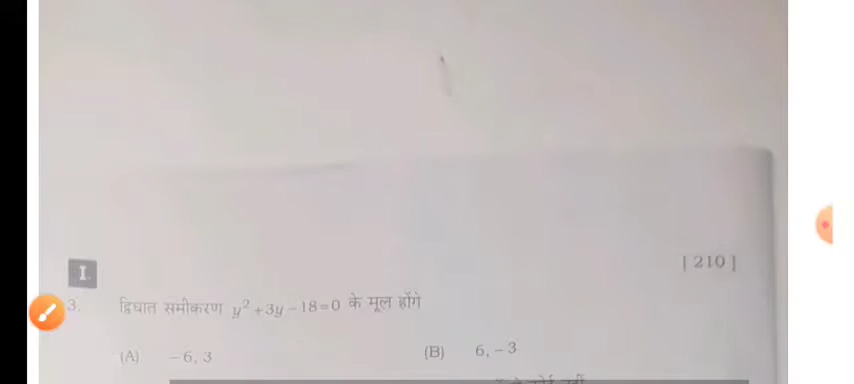 [ 210 ]
I.
3. द्विघात समीकरण y² + 3y – 18 = 0 के मूल होंगे
(A) – 6, 3 (B) 6, – 3